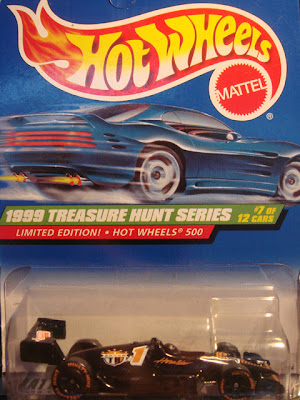 HOT WHEELS
MATTEL
®
1999 TREASURE HUNT SERIES
#7 OF
12 CARS
LIMITED EDITION! • HOT WHEELS® 500
1